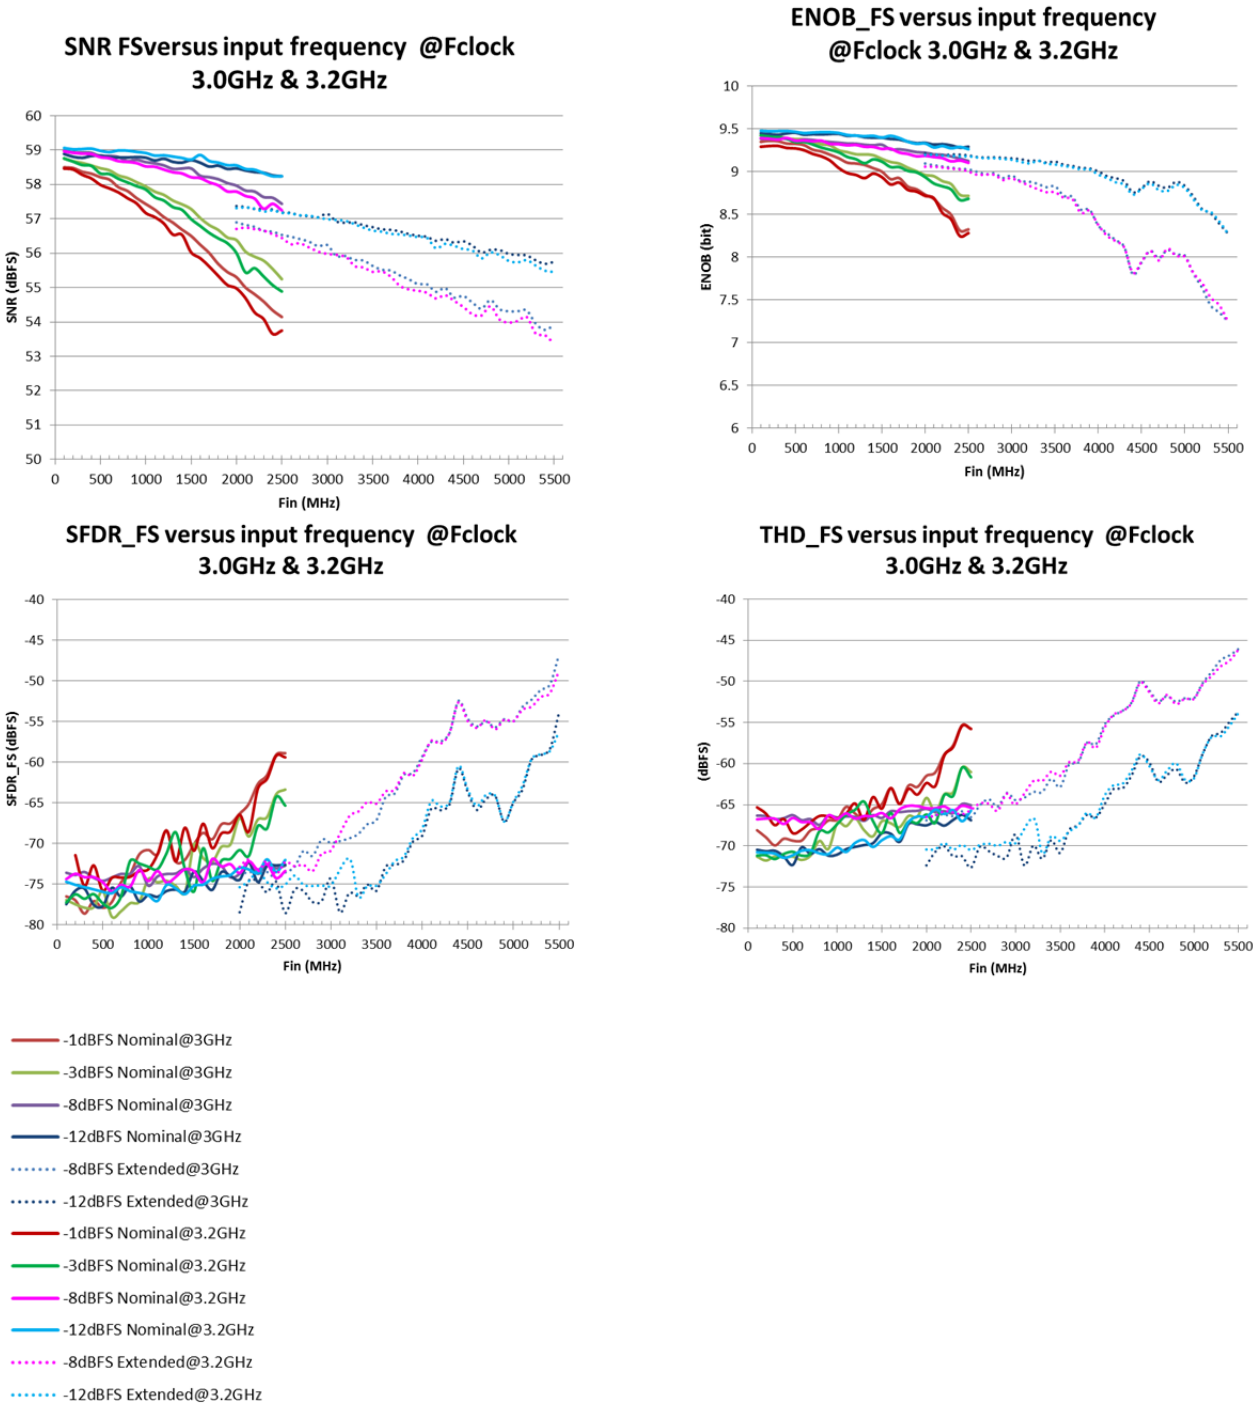 SNR FSversus input frequency @Fclock
3.0GHz & 3.2GHz
60
59
58
57
56
55
54
53
52
51
50
SNR (dBFS)
0 500 1000 1500 2000 2500 3000 3500 4000 4500 5000 5500
Fin (MHz)
ENOB_FS versus input frequency
@Fclock 3.0GHz & 3.2GHz
10
9.5
9
8.5
8
7.5
7
6.5
6
ENOB (bit)
0 500 1000 1500 2000 2500 3000 3500 4000 4500 5000 5500
Fin (MHz)
SFDR_FS versus input frequency @Fclock
3.0GHz & 3.2GHz
-40
-45
-50
-55
-60
-65
-70
-75
-80
SFDR_FS (dBFS)
0 500 1000 1500 2000 2500 3000 3500 4000 4500 5000 5500
Fin (MHz)
THD_FS versus input frequency @Fclock
3.0GHz & 3.2GHz
-40
-45
-50
-55
-60
-65
-70
-75
-80
(dBFS)
0 500 1000 1500 2000 2500 3000 3500 4000 4500 5000 5500
Fin (MHz)
-1dBFS Nominal@3GHz
-3dBFS Nominal@3GHz
-8dBFS Nominal@3GHz
-12dBFS Nominal@3GHz
-8dBFS Extended@3GHz
-12dBFS Extended@3GHz
-1dBFS Nominal@3.2GHz
-3dBFS Nominal@3.2GHz
-8dBFS Nominal@3.2GHz
-12dBFS Nominal@3.2GHz
-8dBFS Extended@3.2GHz
-12dBFS Extended@3.2GHz